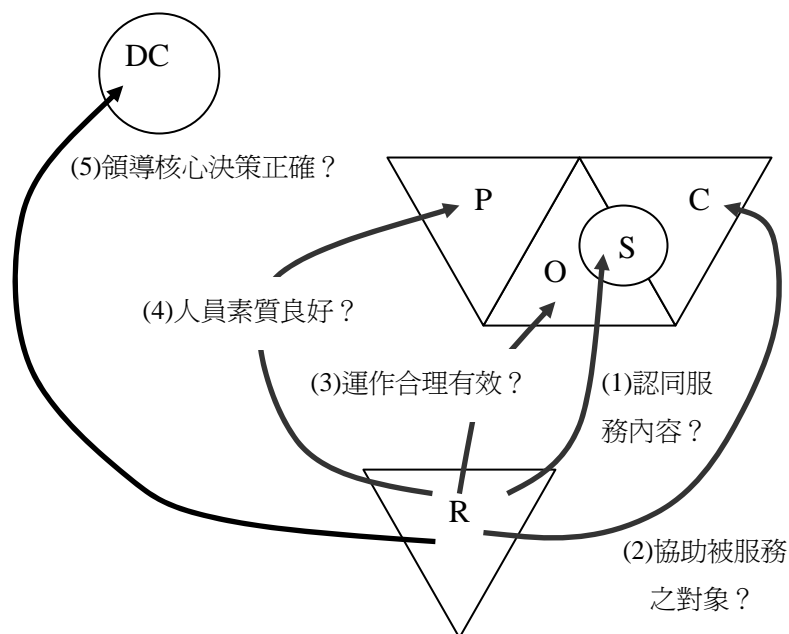 DC
(5)領導核心決策正確？
P
C
S
O
(4)人員素質良好？
(3)運作合理有效？
(1)認同服
務內容？
R
(2)協助被服務
之對象？